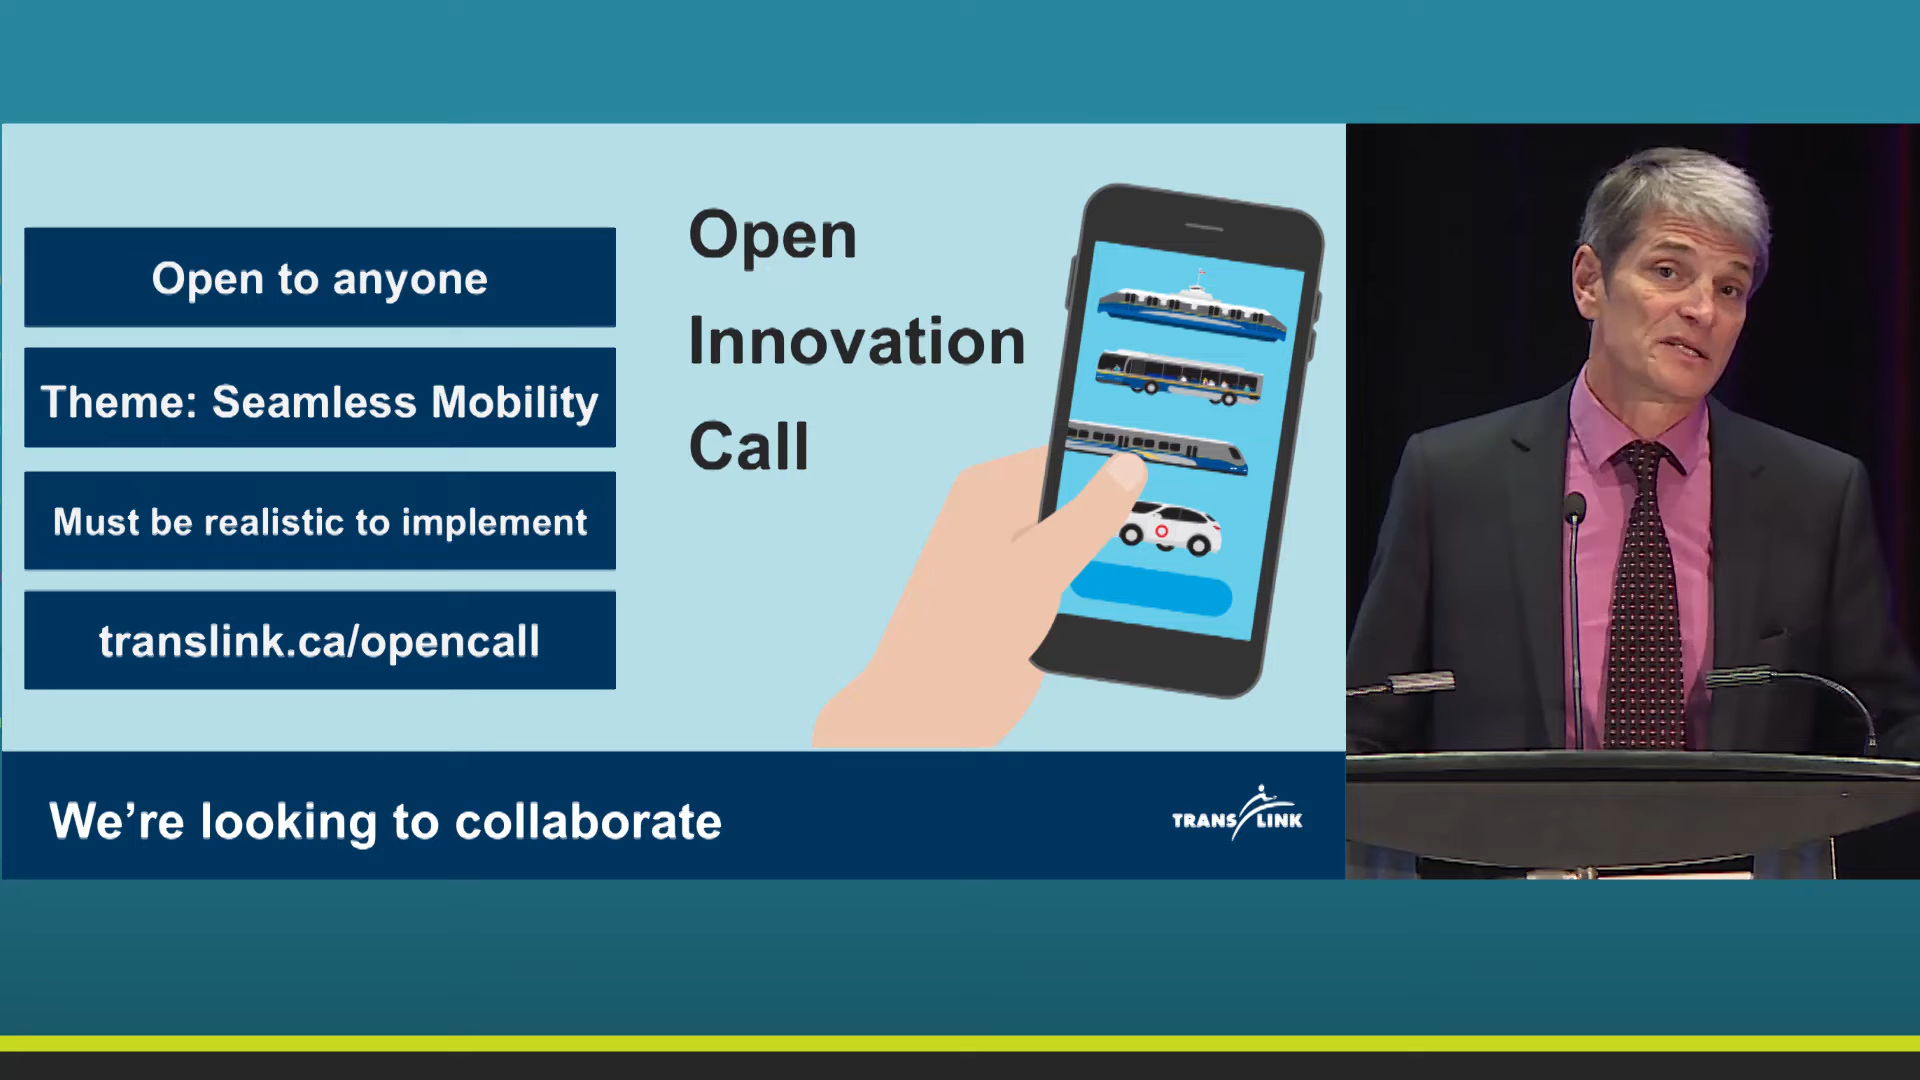 Open to anyone
Theme: Seamless Mobility
Must be realistic to implement
translink.ca/opencall
Open
Innovation
Call
We’re looking to collaborate
TRANSLINK